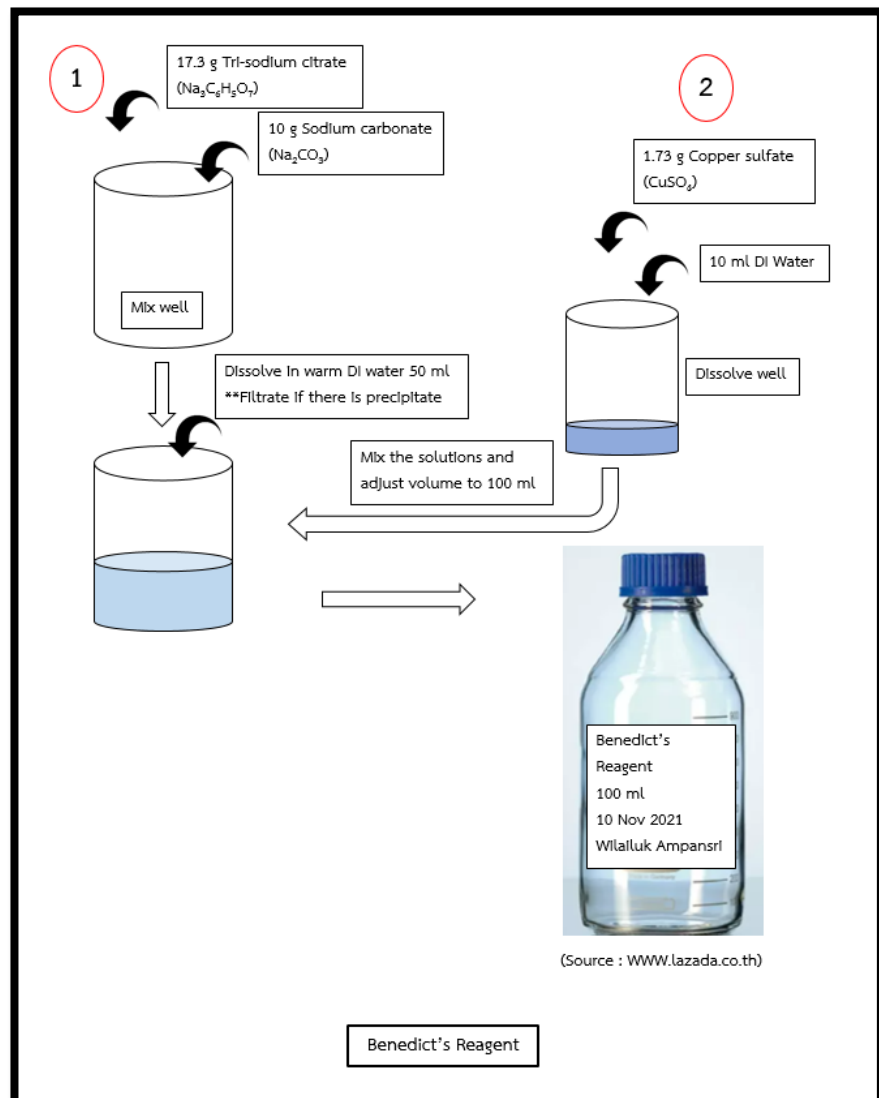 1
17.3 g Tri-sodium citrate
(Na₃C₆H₅O₇)
10 g Sodium carbonate
(Na₂CO₃)
Mix well
Dissolve in warm DI water 50 ml
**Filtrate if there is precipitate
2
1.73 g Copper sulfate
(CuSO₄)
10 ml DI Water
Dissolve well
Mix the solutions and
adjust volume to 100 ml
Benedict's
Reagent
100 ml
10 Nov 2021
Wilailuk Ampansri
(Source : WWW.lazada.co.th)
Benedict's Reagent